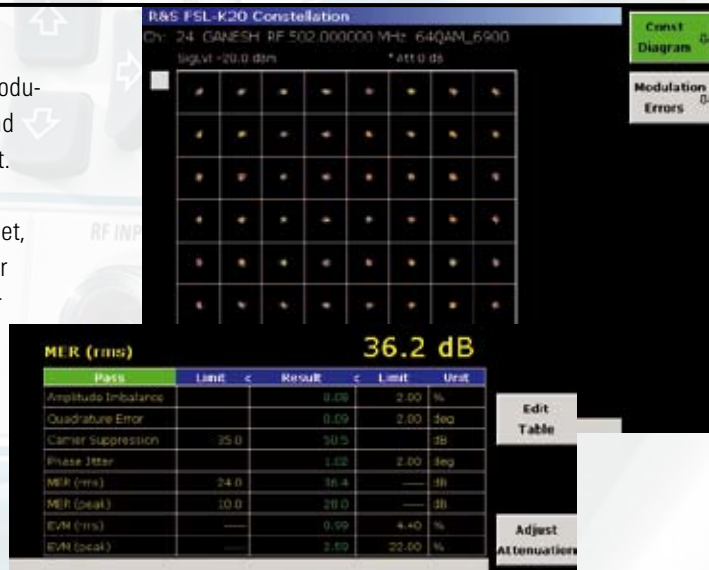 R&S FSL-K20 Constellation
Ch: 24 GANESH RF 502.000000 MHz 64QAM_6900
SigLvl -20.0 dBm * Att 0 dB
Const Diagram
Modulation Errors
odu-
d
t.
et,
r
RF INP
MER (rms) 36.2 dB
Pass Limit < Result < Limit Unit
Amplitude Imbalance 0.09 2.00 %
Quadrature Error 0.09 2.00 deg
Carrier Suppression 35.0 50.5 dB
Phase Jitter 1.02 2.00 deg
MER (rms) 24.0 36.4 ---- dB
MER (peak) 10.0 28.0 ---- dB
EVM (rms) ---- 0.99 4.40 %
EVM (peak) ---- 2.59 22.00 %
Edit Table
Adjust Attenuation